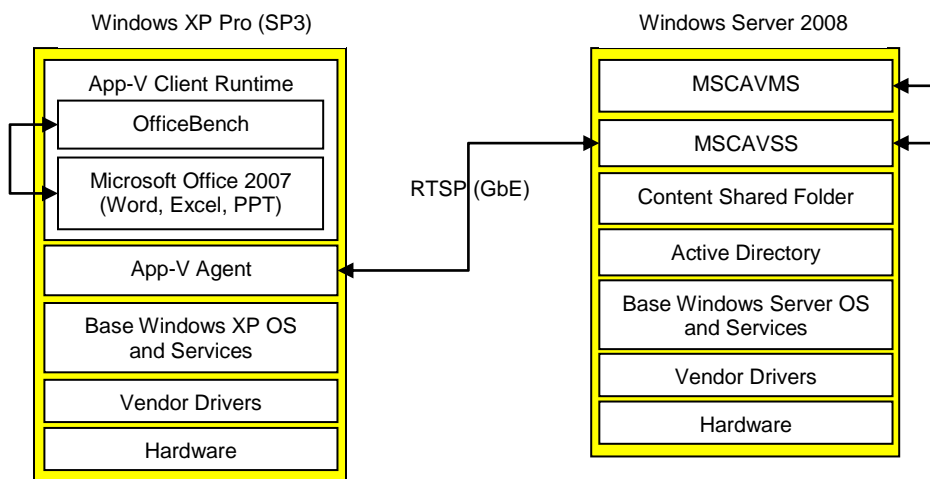 Windows XP Pro (SP3)
App-V Client Runtime
OfficeBench
Microsoft Office 2007
(Word, Excel, PPT)
App-V Agent
Base Windows XP OS
and Services
Vendor Drivers
Hardware
RTSP (GbE)
Windows Server 2008
MSCAVMS
MSCAVSS
Content Shared Folder
Active Directory
Base Windows Server OS
and Services
Vendor Drivers
Hardware